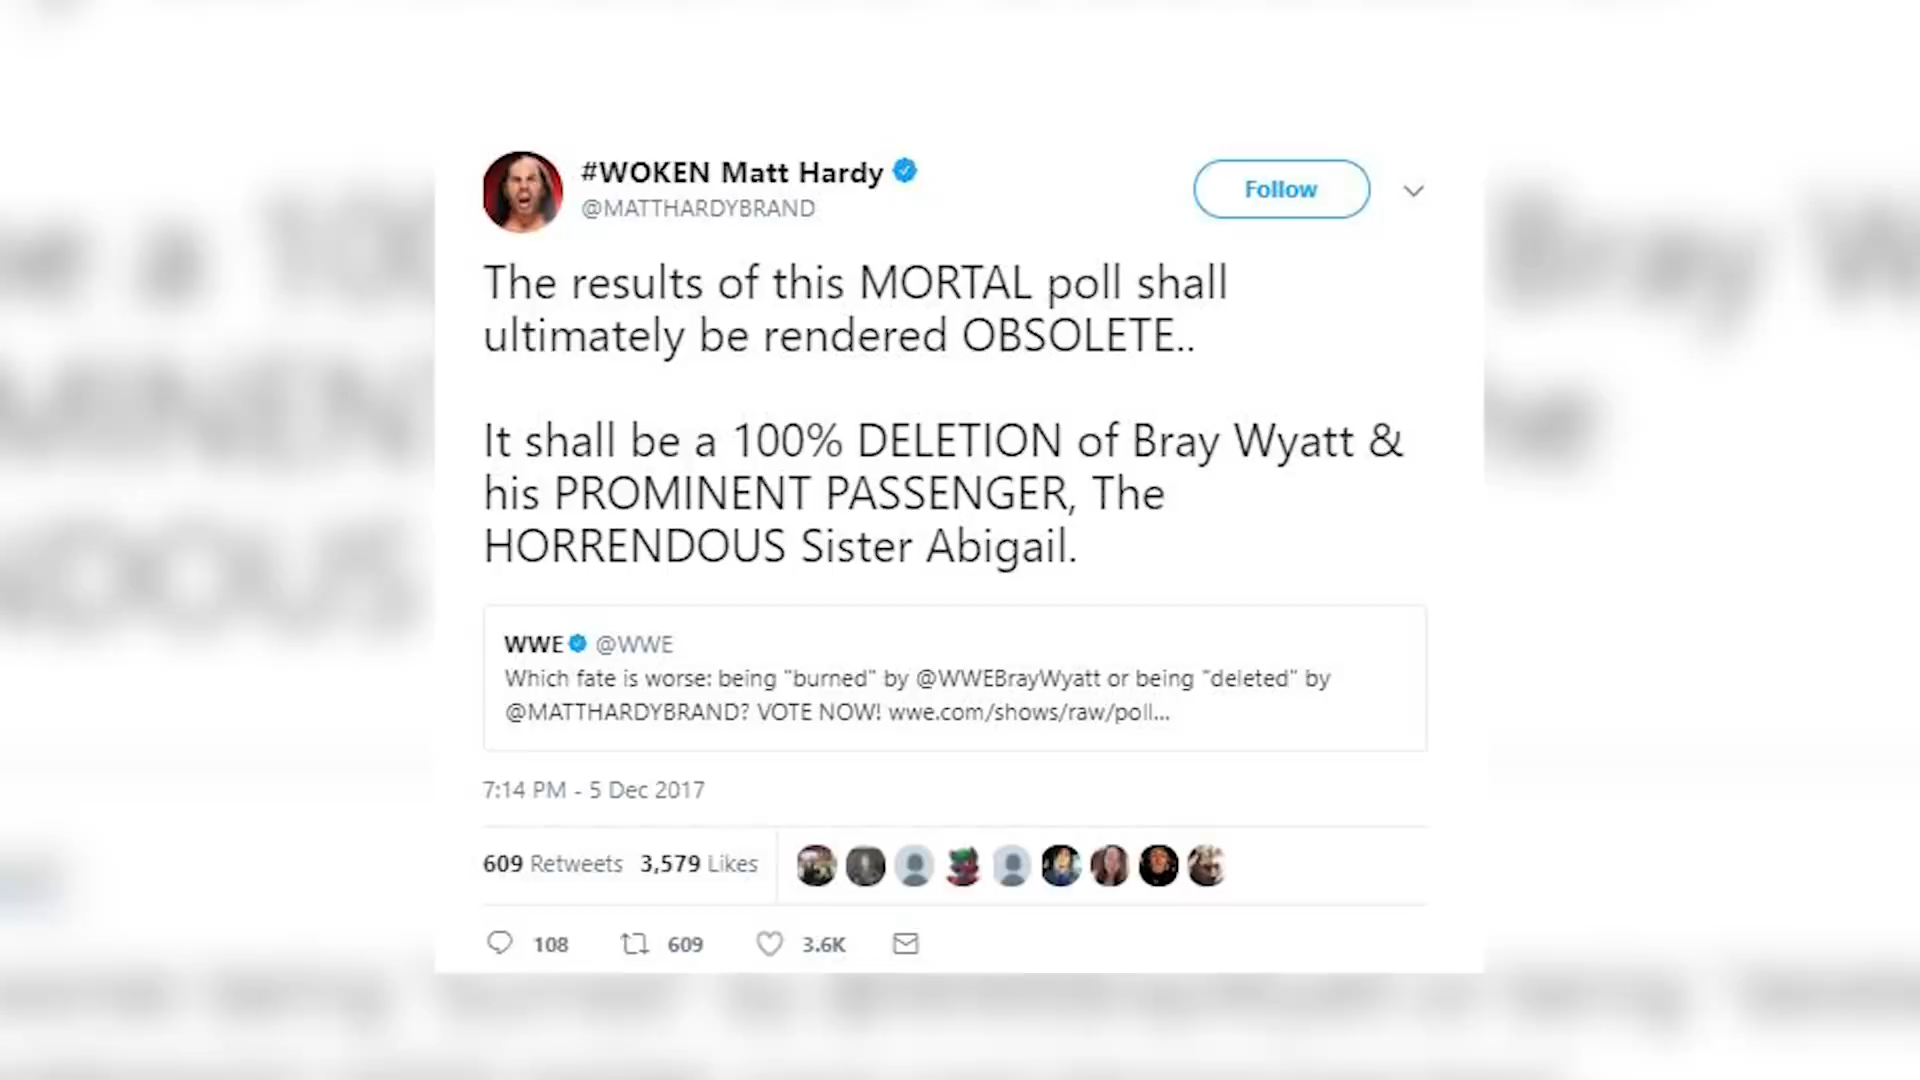 #WOKEN Matt Hardy
@MATTHARDYBRAND
Follow
The results of this MORTAL poll shall
ultimately be rendered OBSOLETE..
It shall be a 100% DELETION of Bray Wyatt &
his PROMINENT PASSENGER, The
HORRENDOUS Sister Abigail.
WWE @WWE
Which fate is worse: being "burned" by @WWEBrayWyatt or being "deleted" by
@MATTHARDYBRAND? VOTE NOW! wwe.com/shows/raw/poll...
7:14 PM - 5 Dec 2017
609 Retweets 3,579 Likes
108 609 3.6K